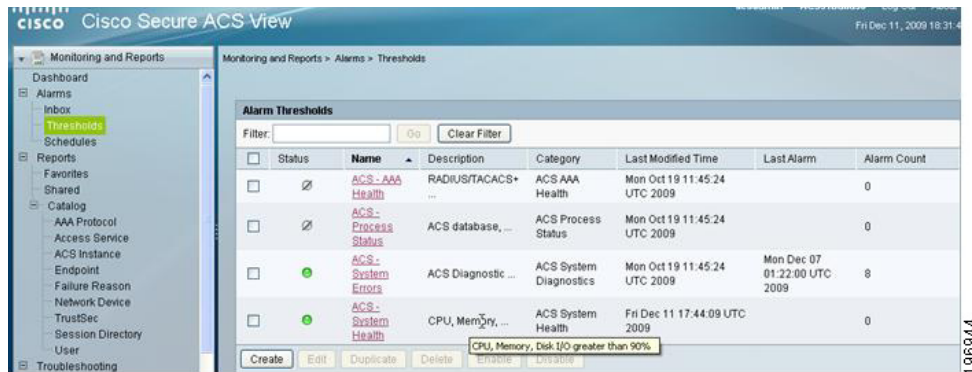 cisco Cisco Secure ACS View
Fri Dec 11, 2009 18:31:4
Monitoring and Reports
Dashboard
Alarms
Inbox
Thresholds
Schedules
Reports
Favorites
Shared
Catalog
AAA Protocol
Access Service
ACS Instance
Endpoint
Failure Reason
Network Device
TrustSec
Session Directory
User
Troubleshooting
Monitoring and Reports > Alarms > Thresholds
Alarm Thresholds
Filter: Go Clear Filter
Status Name Description Category Last Modified Time Last Alarm Alarm Count
ACS - AAA Health RADIUS/TACACS+ ... ACS AAA Health Mon Oct 19 11:45:24 UTC 2009 0
ACS - Process Status ACS database, ... ACS Process Status Mon Oct 19 11:45:24 UTC 2009 0
ACS - System Errors ACS Diagnostic ... ACS System Diagnostics Mon Oct 19 11:45:24 UTC 2009 Mon Dec 07 01:22:00 UTC 2009 8
ACS - System Health CPU, Memory, ... ACS System Health Fri Dec 11 17:44:09 UTC 2009 0
CPU, Memory, Disk I/O greater than 90%
Create Edit Duplicate Delete Enable Disable
196944